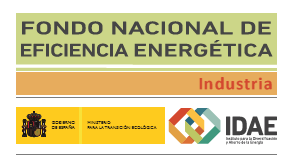 FONDO NACIONAL DE
EFICIENCIA ENERGÉTICA
Industria
GOBIERNO
DE ESPAÑA
MINISTERIO
PARA LA TRANSICIÓN ECOLÓGICA
IDAE
Instituto para la Diversificación
y Ahorro de la Energía